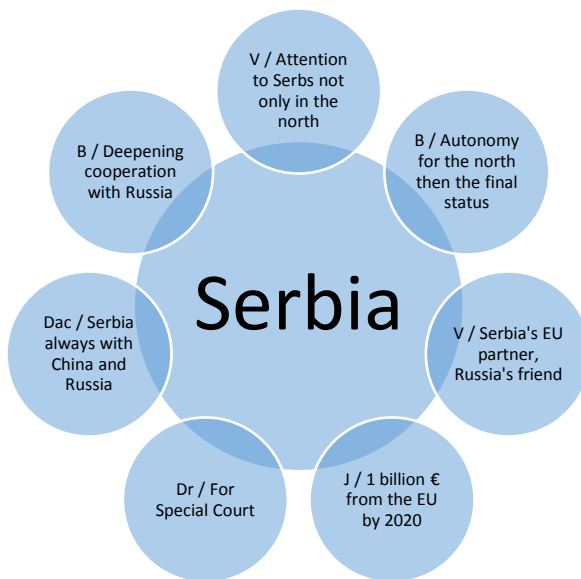 V / Attention
to Serbs not
only in the
north
B / Autonomy
for the north
then the final
status
V / Serbia's EU
partner,
Russia's friend
J / 1 billion €
from the EU
by 2020
Dr / For
Special Court
Dac / Serbia
always with
China and
Russia
B / Deepening
cooperation
with Russia
Serbia